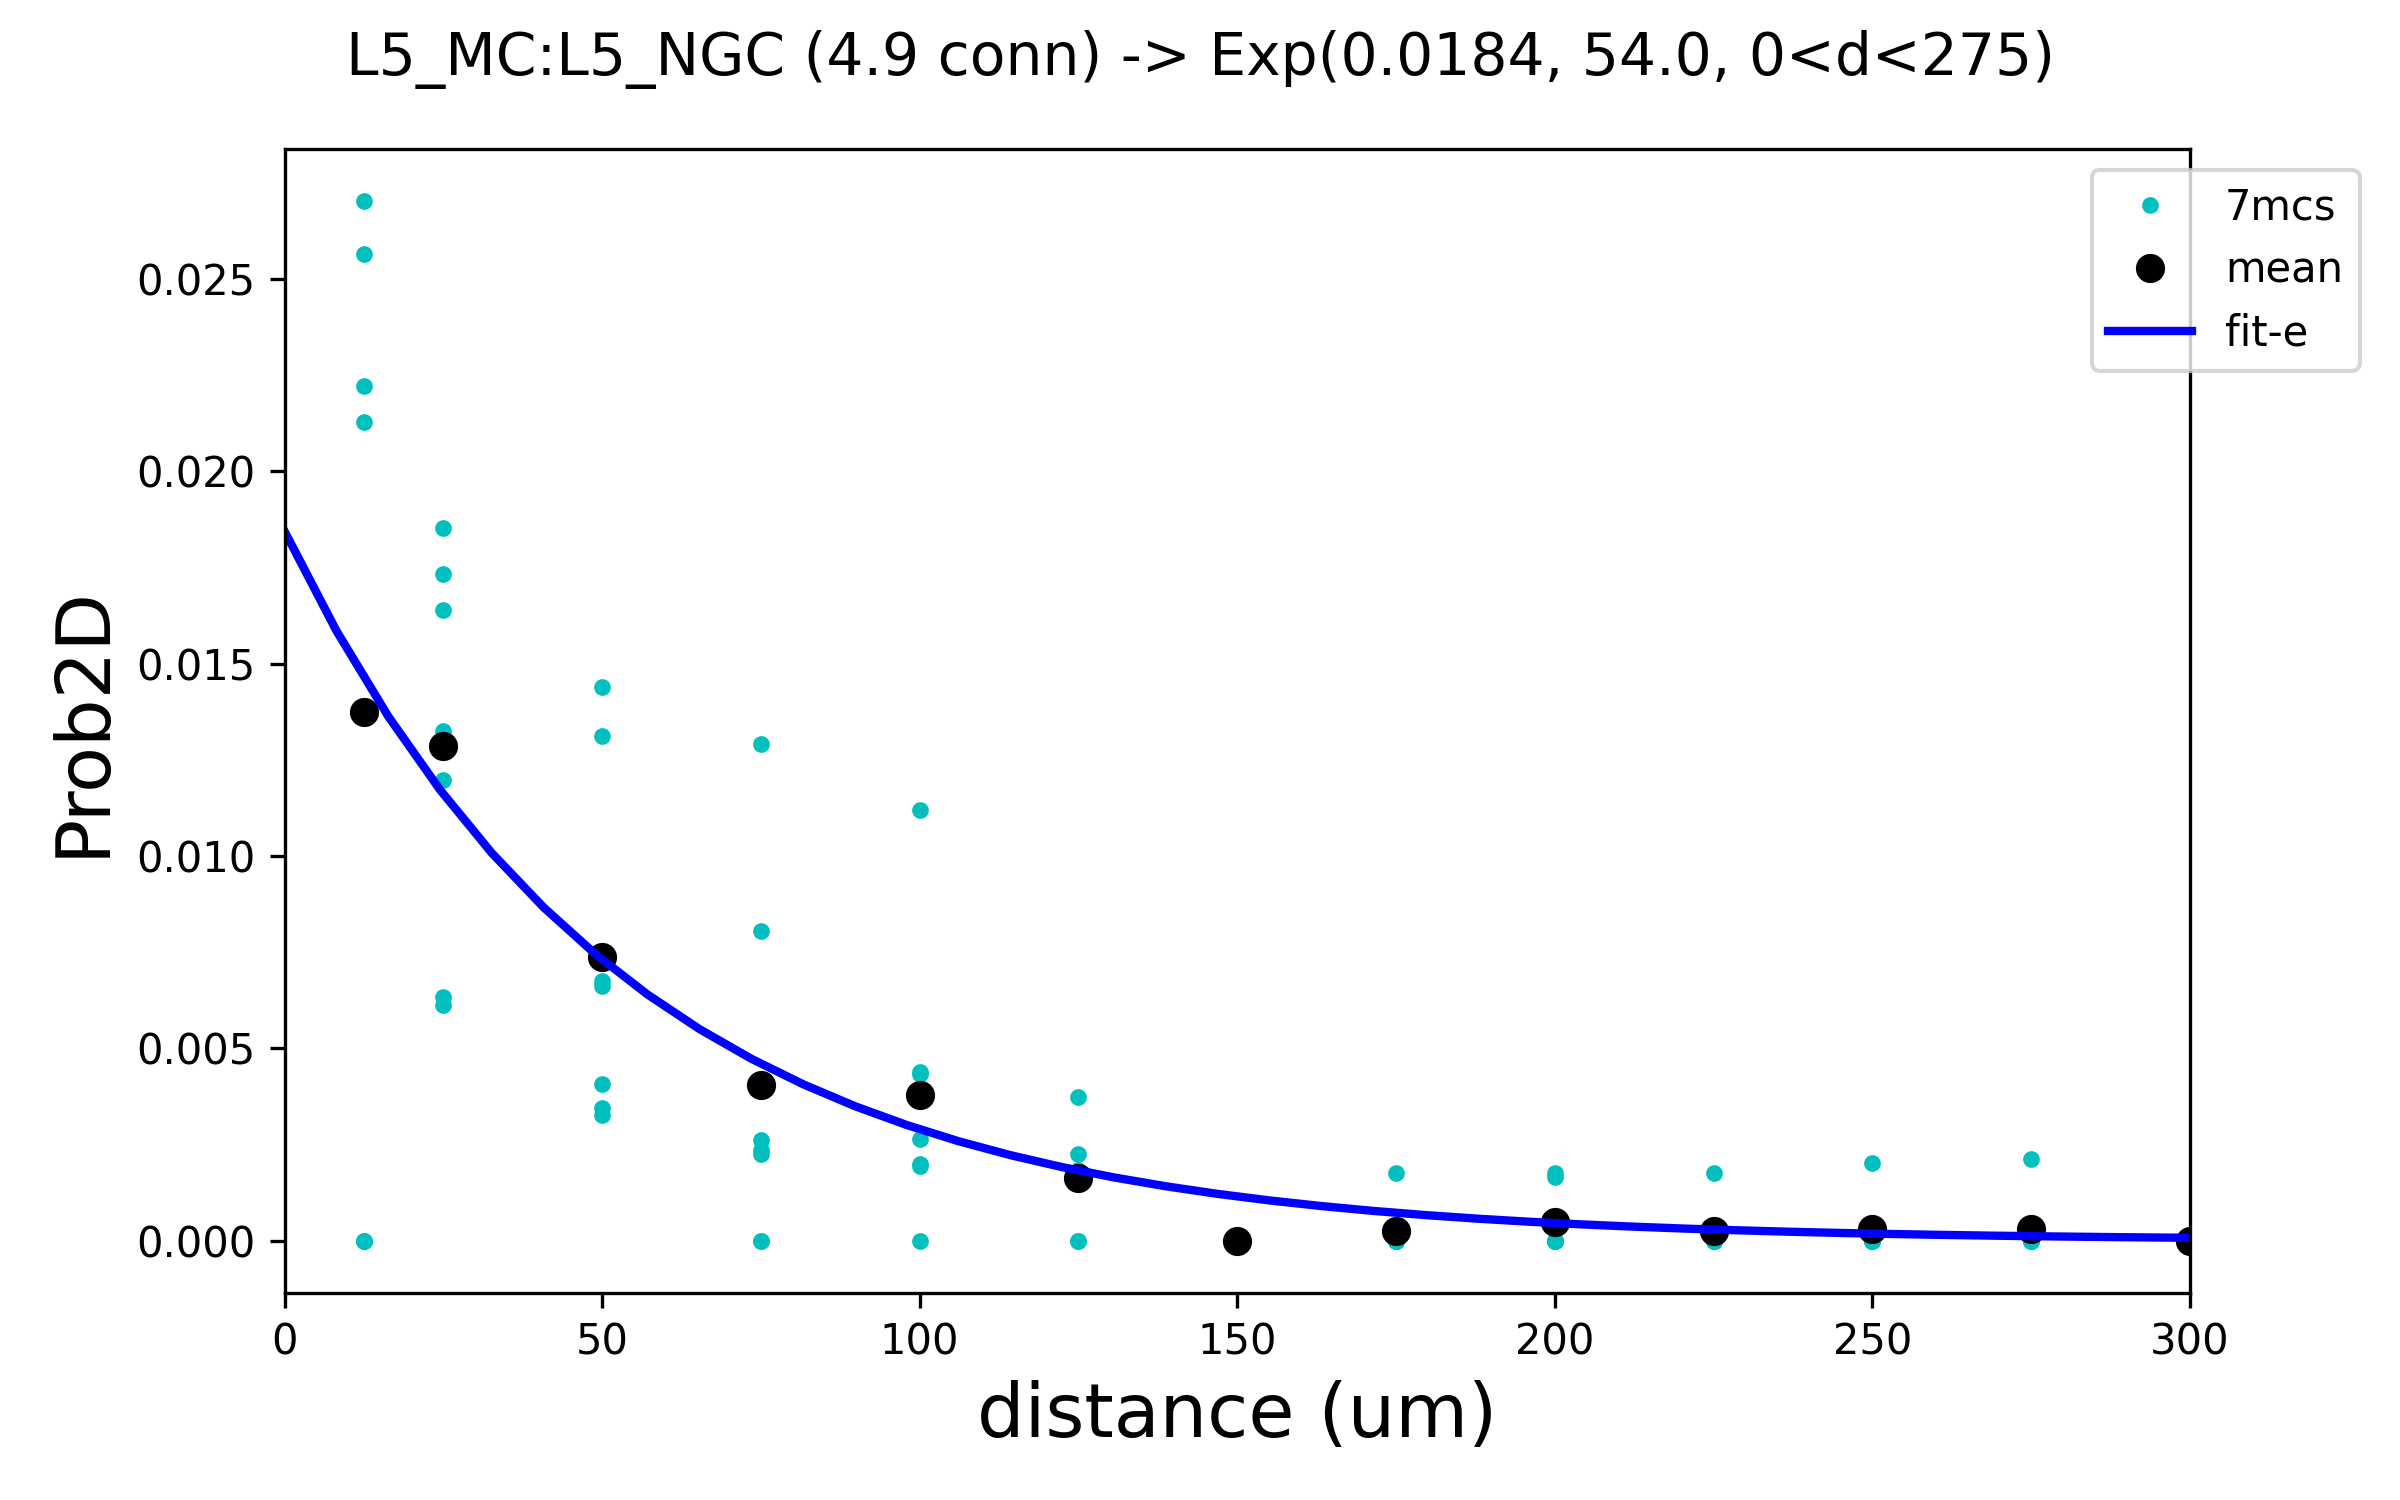 L5_MC:L5_NGC (4.9 conn) -> Exp(0.0184, 54.0, 0<d<275)
7mcs
mean
fit-e
0.025
0.020
0.015
0.010
0.005
0.000
Prob2D
0 50 100 150 200 250 300
distance (um)